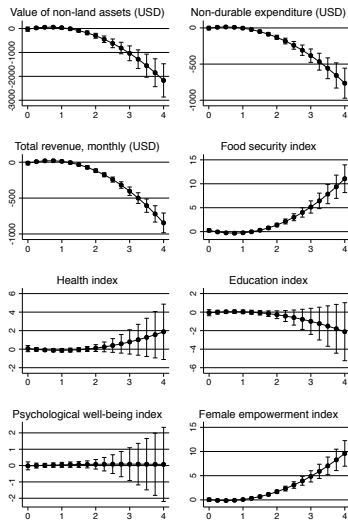 Value of non-land assets (USD)
-3000 -2000 -1000 0
0 1 2 3 4
Non-durable expenditure (USD)
-1000 -500 0
0 1 2 3 4
Total revenue, monthly (USD)
-1000 -500 0
0 1 2 3 4
Food security index
0 5 10 15
0 1 2 3 4
Health index
-2 0 2 4 6
0 1 2 3 4
Education index
-6 -4 -2 0 2
0 1 2 3 4
Psychological well-being index
-2 -1 0 1 2
0 1 2 3 4
Female empowerment index
0 5 10 15
0 1 2 3 4